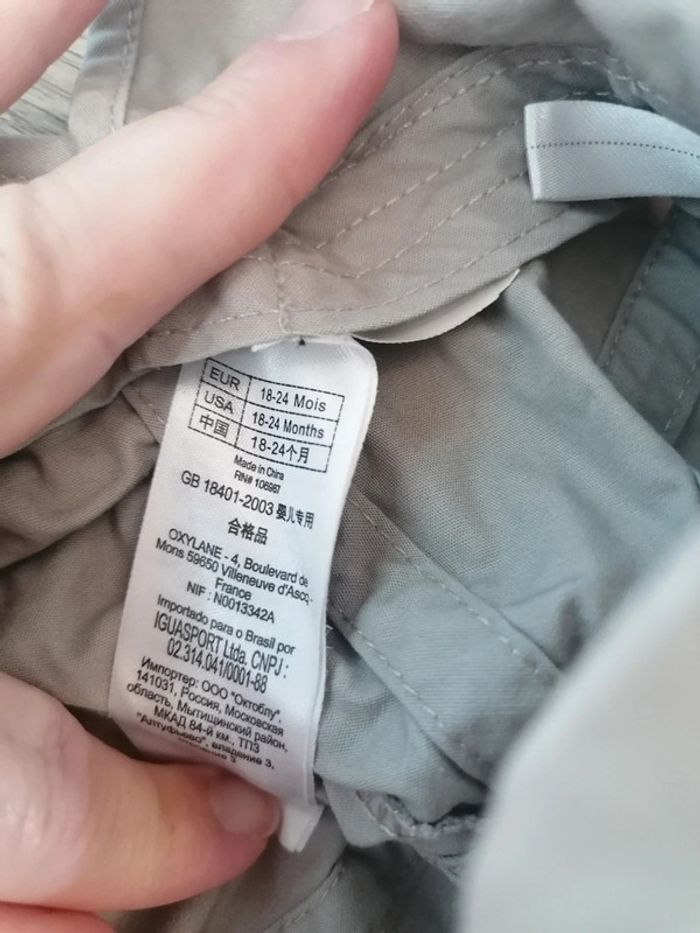 EUR 18-24 Mois
USA 18-24 Months
中国 18-24个月
Made in China
RN# 106987
GB 18401-2003 婴儿专用
合格品
OXYLANE - 4, Boulevard de
Mons 59650 Villeneuve d'Ascq-
France
NIF : N0013342A
Importado para o Brasil por
IGUASPORT Ltda, CNPJ :
02.314.041/0001-88
Импортер: ООО "Октоблу",
141031, Россия, Московская
область, Мытищинский район,
МКАД 84-й км., ТПЗ
"Алтуфьево", владение 3,
строение 3